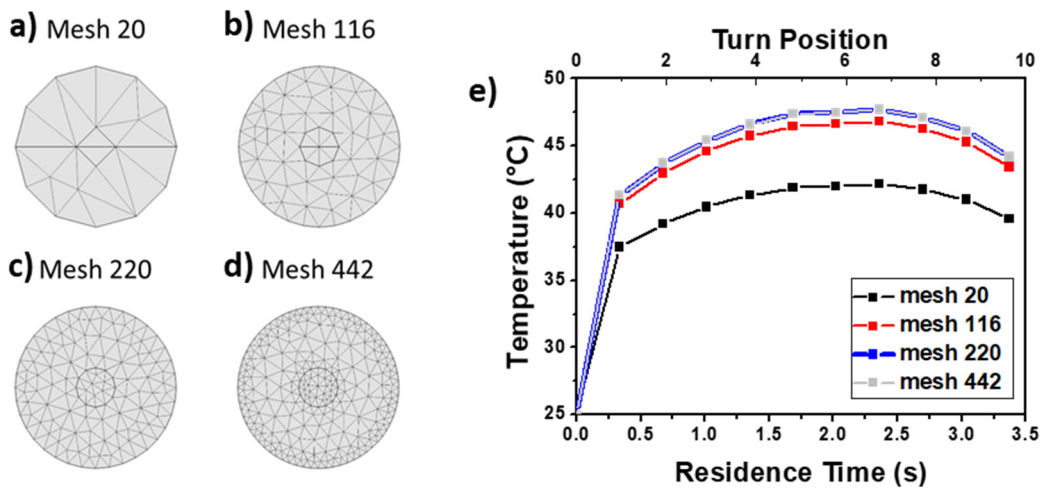 a) Mesh 20
b) Mesh 116
c) Mesh 220
d) Mesh 442
e)
Turn Position
0 2 4 6 8 10
Temperature (°C)
50
45
40
35
30
25
mesh 20
mesh 116
mesh 220
mesh 442
0.0 0.5 1.0 1.5 2.0 2.5 3.0 3.5
Residence Time (s)